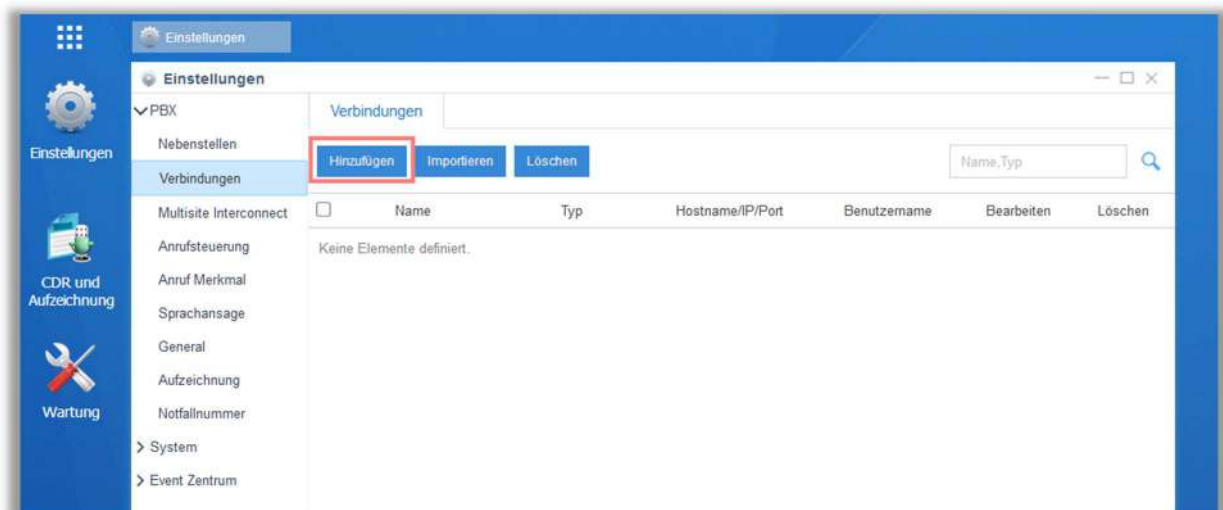 Einstellungen
Einstellungen
Einstellungen
CDR und
Aufzeichnung
Wartung
PBX
Nebenstellen
Verbindungen
Multisite Interconnect
Anrufsteuerung
Anruf Merkmal
Sprachansage
General
Aufzeichnung
Notfallnummer
System
Event Zentrum
Verbindungen
Hinzufügen Importieren Löschen Name,Typ
Name Typ Hostname/IP/Port Benutzername Bearbeiten Löschen
Keine Elemente definiert.